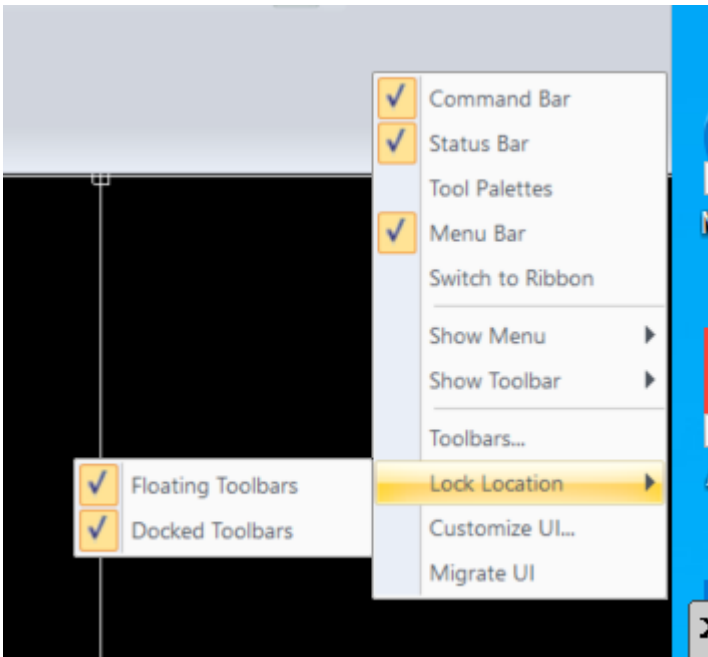 Command Bar
Status Bar
Tool Palettes
Menu Bar
Switch to Ribbon
Show Menu
Show Toolbar
Toolbars...
Lock Location
Floating Toolbars
Docked Toolbars
Customize UI...
Migrate UI